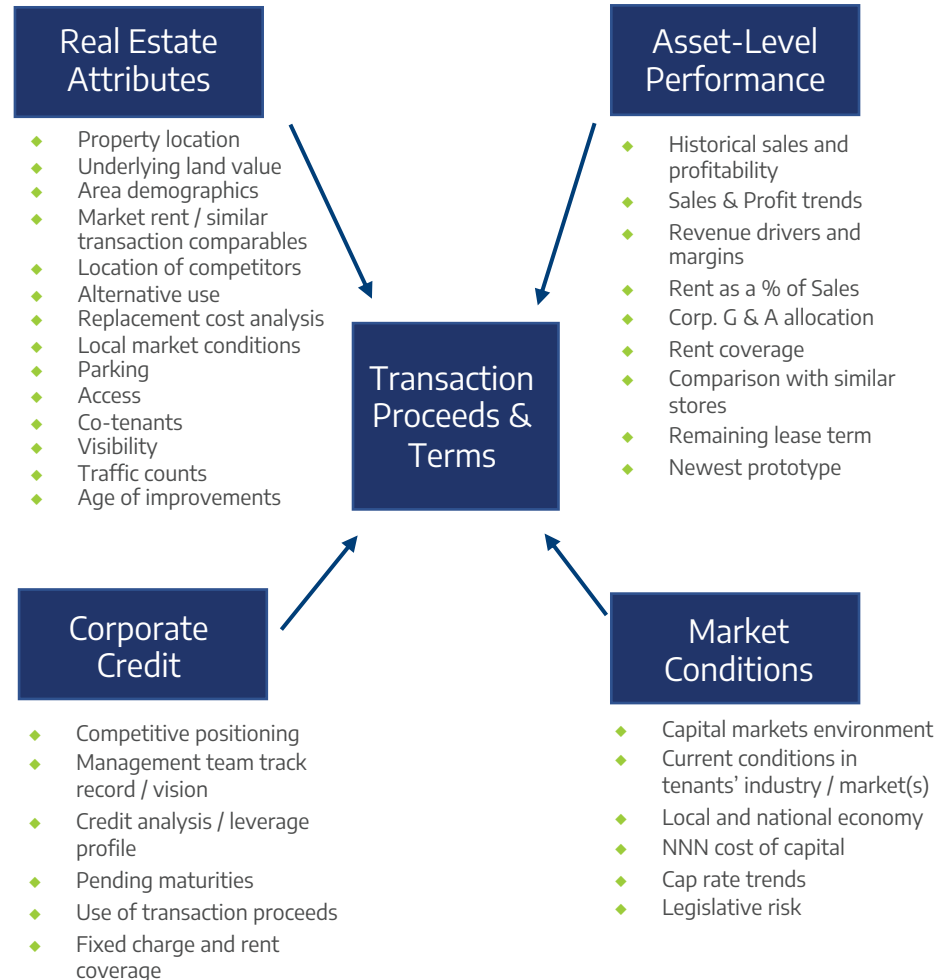 Real Estate
Attributes
Property location
Underlying land value
Area demographics
Market rent / similar
transaction comparables
Location of competitors
Alternative use
Replacement cost analysis
Local market conditions
Parking
Access
Co-tenants
Visibility
Traffic counts
Age of improvements
Asset-Level
Performance
Historical sales and
profitability
Sales & Profit trends
Revenue drivers and
margins
Rent as a % of Sales
Corp. G & A allocation
Rent coverage
Comparison with similar
stores
Remaining lease term
Newest prototype
Transaction
Proceeds &
Terms
Corporate
Credit
Competitive positioning
Management team track
record / vision
Credit analysis / leverage
profile
Pending maturities
Use of transaction proceeds
Fixed charge and rent
coverage
Market
Conditions
Capital markets environment
Current conditions in
tenants’ industry / market(s)
Local and national economy
NNN cost of capital
Cap rate trends
Legislative risk